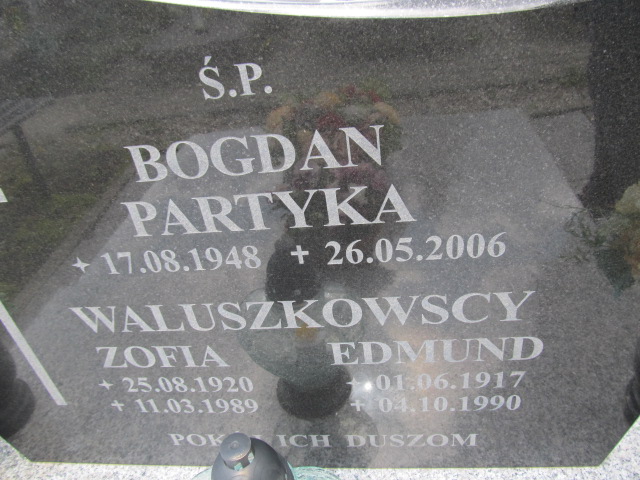 Ś.P.
BOGDAN
PARTYKA
17.08.1948 26.05.2006
WALUSZKOWSCY
ZOFIA EDMUND
25.08.1920 01.06.1917
11.03.1989 04.10.1990
ICH DUSZOM